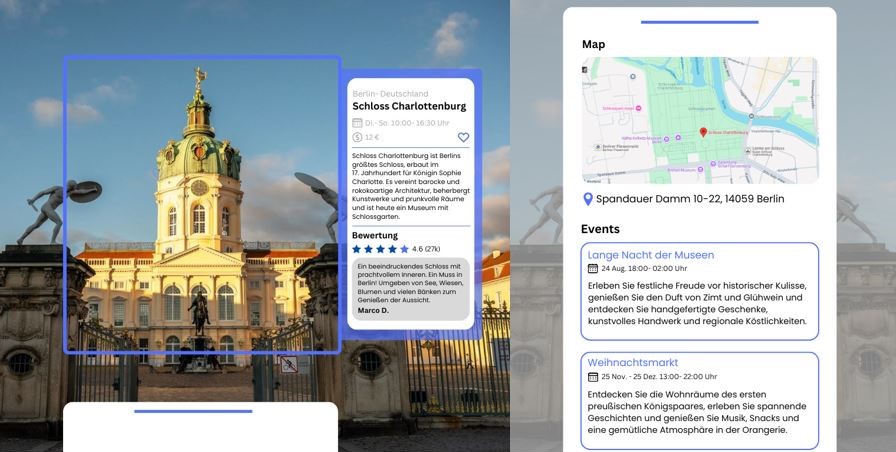 Berlin- Deutschland
Schloss Charlottenburg
Di.- So. 10:00- 16:30 Uhr
12 €
Schloss Charlottenburg ist Berlins
größtes Schloss, erbaut im
17. Jahrhundert für Königin Sophie
Charlotte. Es vereint barocke und
rokokoartige Architektur, beherbergt
Kunstwerke und prunkvolle Räume
und ist heute ein Museum mit
Schlossgarten.
Bewertung
4.6 (27k)
Ein beeindruckendes Schloss mit
prachtvollem Inneren. Ein Muss in
Berlin! Umgeben von See, Wiesen,
Blumen und vielen Bänken zum
Genießen der Aussicht.
Marco D.
Map
Schloss Charlottenburg
Spandauer Damm 10-22, 14059 Berlin
Events
Lange Nacht der Museen
24 Aug. 18:00- 02:00 Uhr
Erleben Sie festliche Freude vor historischer Kulisse,
genießen Sie den Duft von Zimt und Glühwein und
entdecken Sie handgefertigte Geschenke,
kunstvolles Handwerk und regionale Köstlichkeiten.
Weihnachtsmarkt
25 Nov. - 25 Dez. 13:00- 22:00 Uhr
Entdecken Sie die Wohnräume des ersten
preußischen Königspaares, erleben Sie spannende
Geschichten und genießen Sie Musik, Snacks und
eine gemütliche Atmosphäre in der Orangerie.